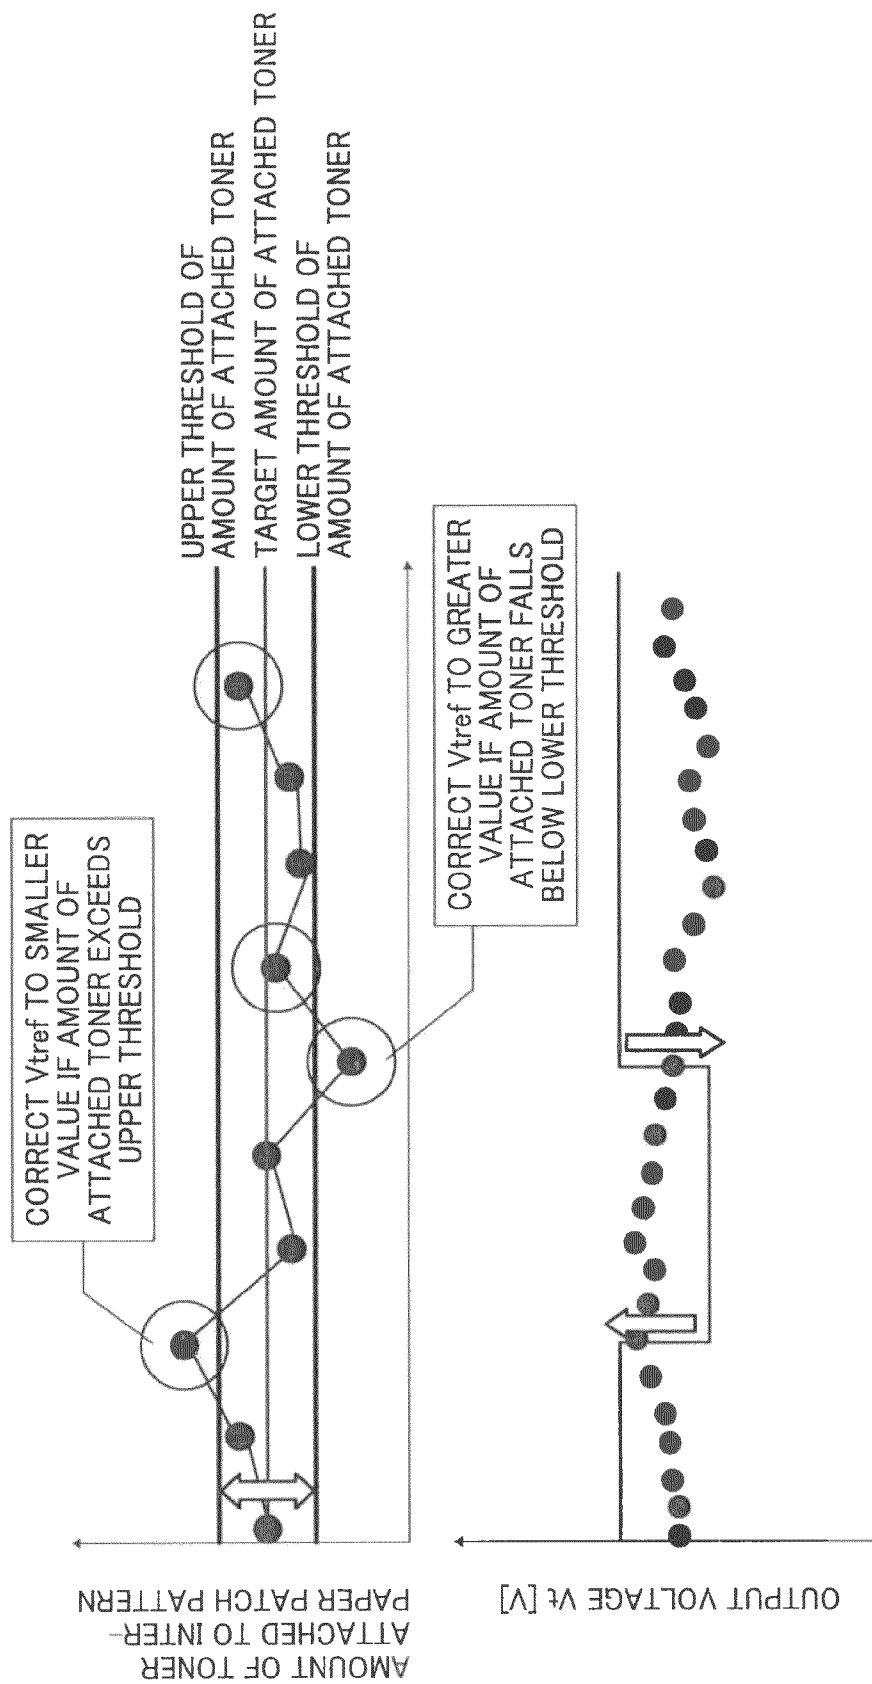 CORRECT Vtref TO SMALLER
VALUE IF AMOUNT OF
ATTACHED TONER EXCEEDS
UPPER THRESHOLD
UPPER THRESHOLD OF
AMOUNT OF ATTACHED TONER
TARGET AMOUNT OF ATTACHED TONER
LOWER THRESHOLD OF
AMOUNT OF ATTACHED TONER
AMOUNT OF TONER
ATTACHED TO INTER-
PAPER PATCH PATTERN
CORRECT Vtref TO GREATER
VALUE IF AMOUNT OF
ATTACHED TONER FALLS
BELOW LOWER THRESHOLD
OUTPUT VOLTAGE Vt [V]